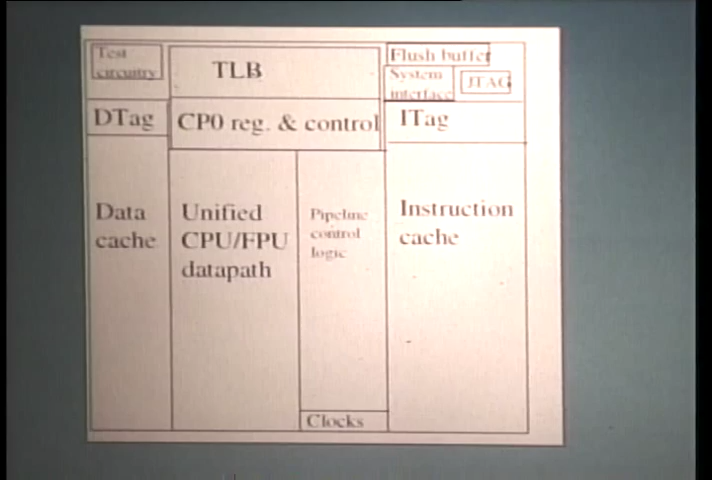 Test
circuitry
TLB
Flush buffer
System
interface
JTAG
DTag
CP0 reg. & control
ITag
Data
cache
Unified
CPU/FPU
datapath
Pipeline
control
logic
Instruction
cache
Clocks